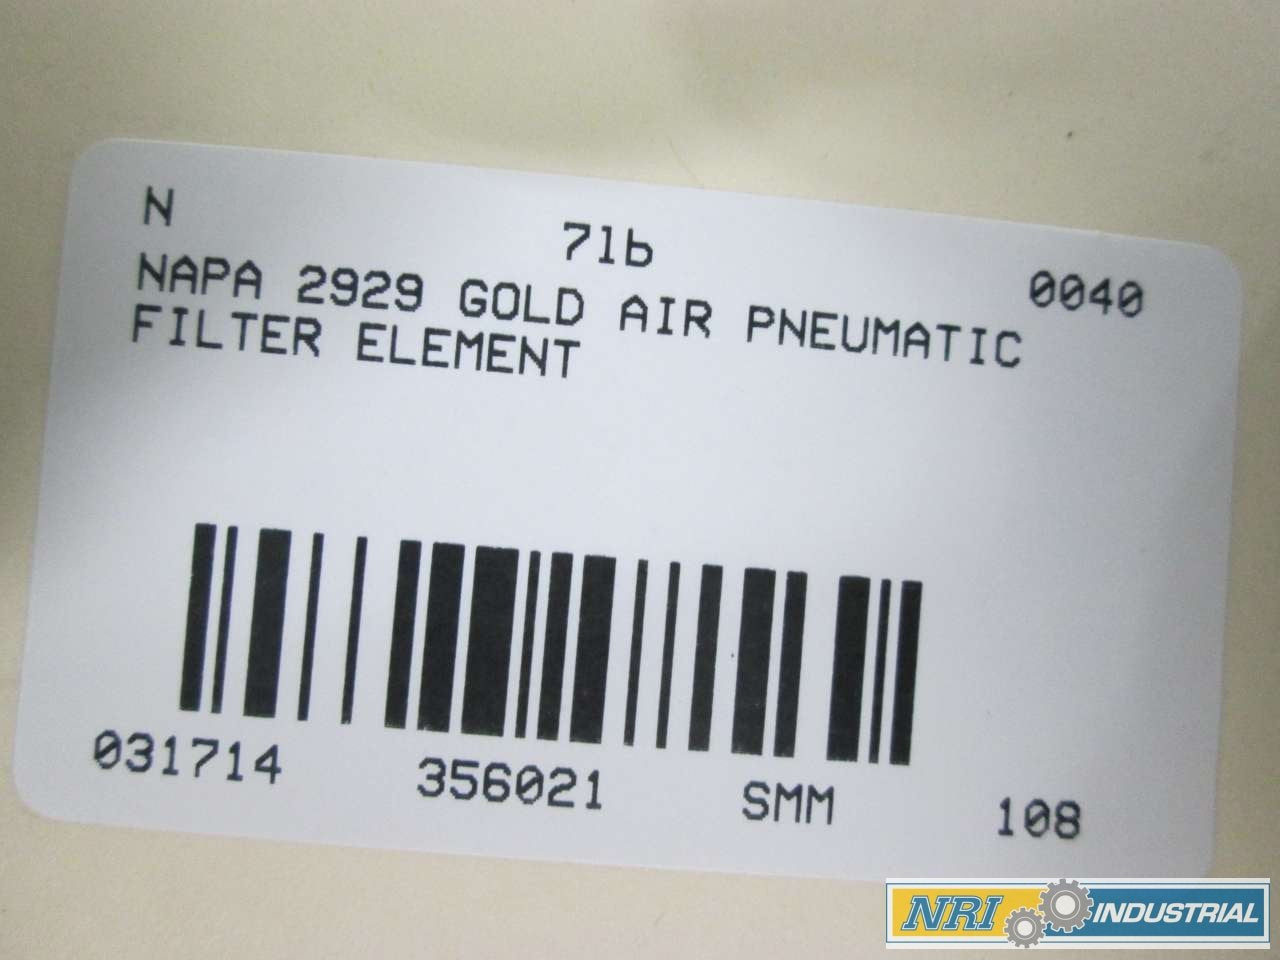 N
71b 0040
NAPA 2929 GOLD AIR PNEUMATIC
FILTER ELEMENT
031714 356021 SMM 108
NRI INDUSTRIAL